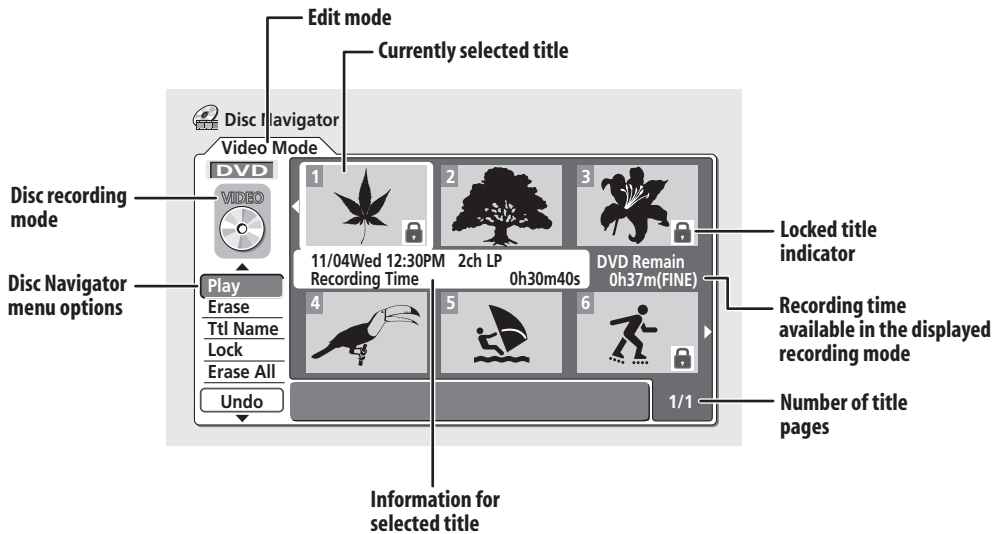 Edit mode
Currently selected title
Disc Navigator
Video Mode
DVD
VIDEO
Disc recording
mode
Disc Navigator
menu options
Play
Erase
Ttl Name
Lock
Erase All
Undo
1
2
3
11/04Wed 12:30PM 2ch LP
Recording Time 0h30m40s
DVD Remain
0h37m(FINE)
4
5
6
1/1
Locked title
indicator
Recording time
available in the displayed
recording mode
Number of title
pages
Information for
selected title